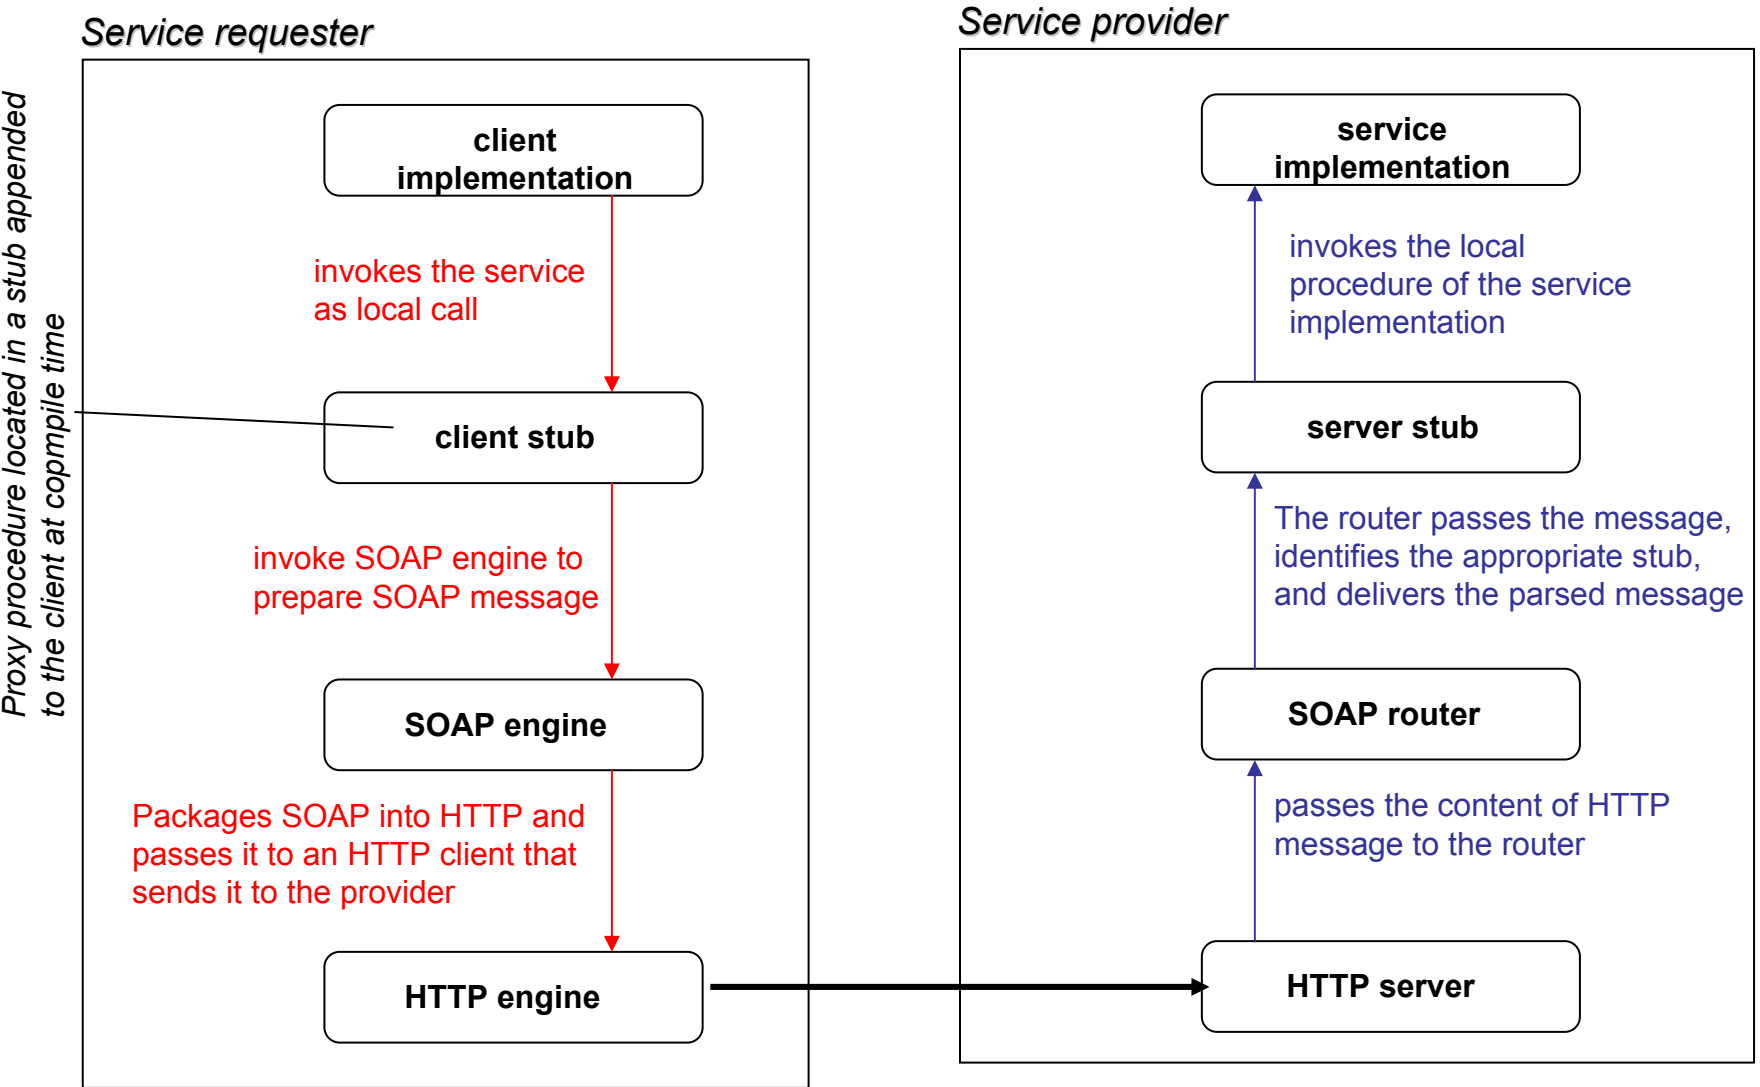 Service requester
Proxy procedure located in a stub appended
to the client at copmpile time
client
implementation
invokes the service
as local call
client stub
invoke SOAP engine to
prepare SOAP message
SOAP engine
Packages SOAP into HTTP and
passes it to an HTTP client that
sends it to the provider
HTTP engine
Service provider
service
implementation
invokes the local
procedure of the service
implementation
server stub
The router passes the message,
identifies the appropriate stub,
and delivers the parsed message
SOAP router
passes the content of HTTP
message to the router
HTTP server